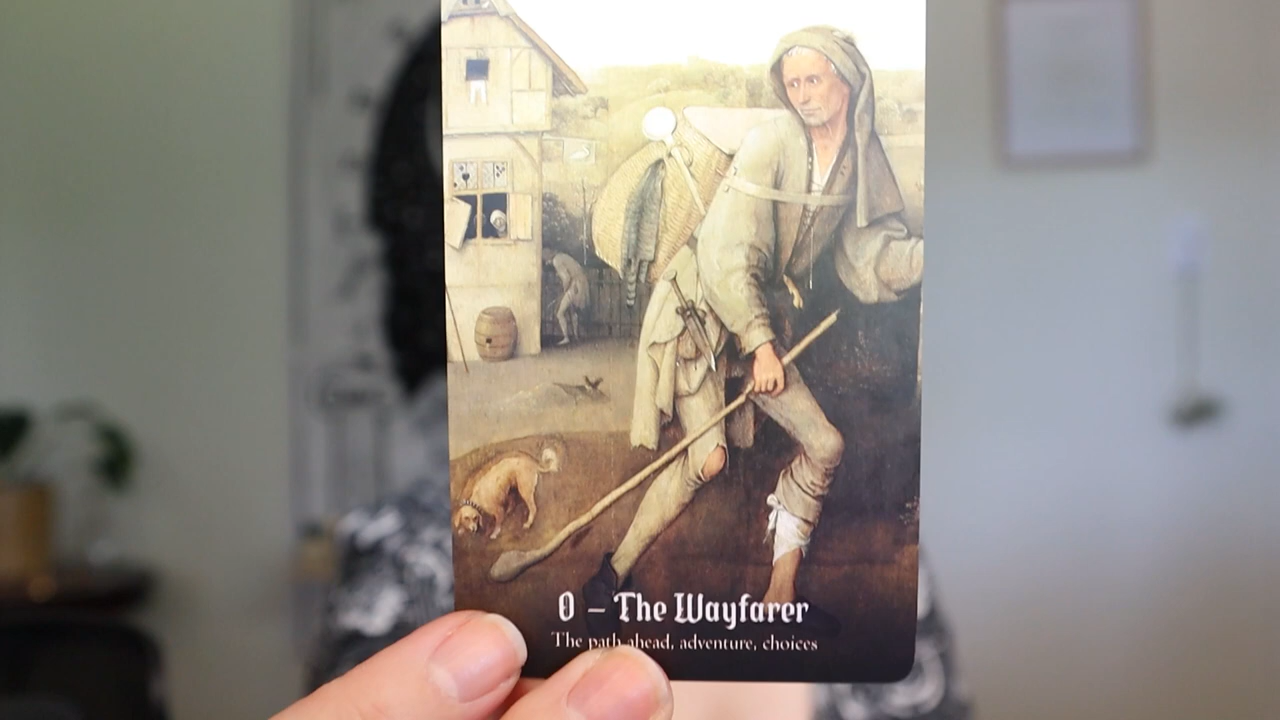 0 – The Wayfarer
The path ahead, adventure, choices